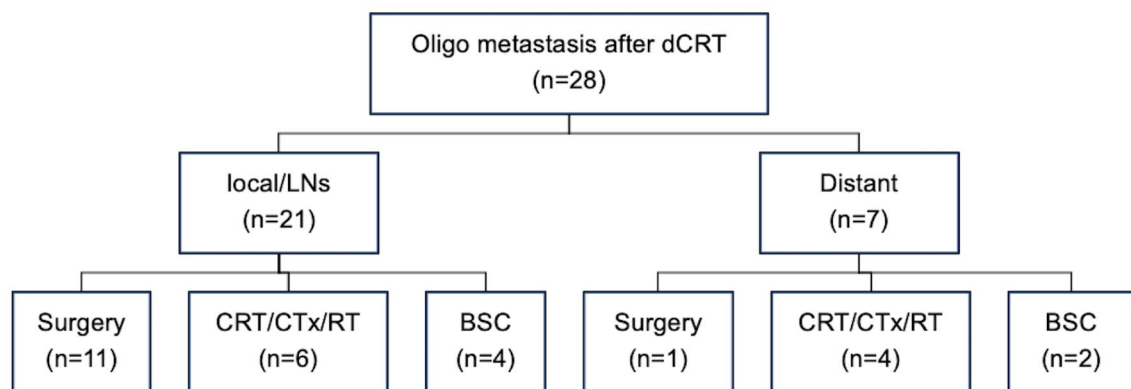 Oligo metastasis after dCRT
(n=28)
local/LNs
(n=21)
Distant
(n=7)
Surgery
(n=11)
CRT/CTx/RT
(n=6)
BSC
(n=4)
Surgery
(n=1)
CRT/CTx/RT
(n=4)
BSC
(n=2)